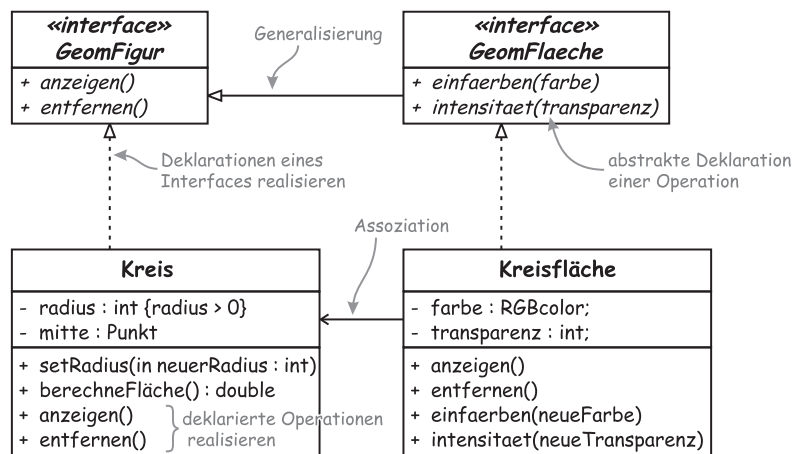 «interface»
GeomFigur
+ anzeigen()
+ entfernen()
Generalisierung
«interface»
GeomFlaeche
+ einfaerben(farbe)
+ intensitaet(transparenz)
Deklarationen eines
Interfaces realisieren
abstrakte Deklaration
einer Operation
Assoziation
Kreis
- radius : int {radius > 0}
- mitte : Punkt
+ setRadius(in neuerRadius : int)
+ berechneFläche() : double
+ anzeigen()
+ entfernen()
deklarierte Operationen
realisieren
Kreisfläche
- farbe : RGBcolor;
- transparenz : int;
+ anzeigen()
+ entfernen()
+ einfaerben(neueFarbe)
+ intensitaet(neueTransparenz)